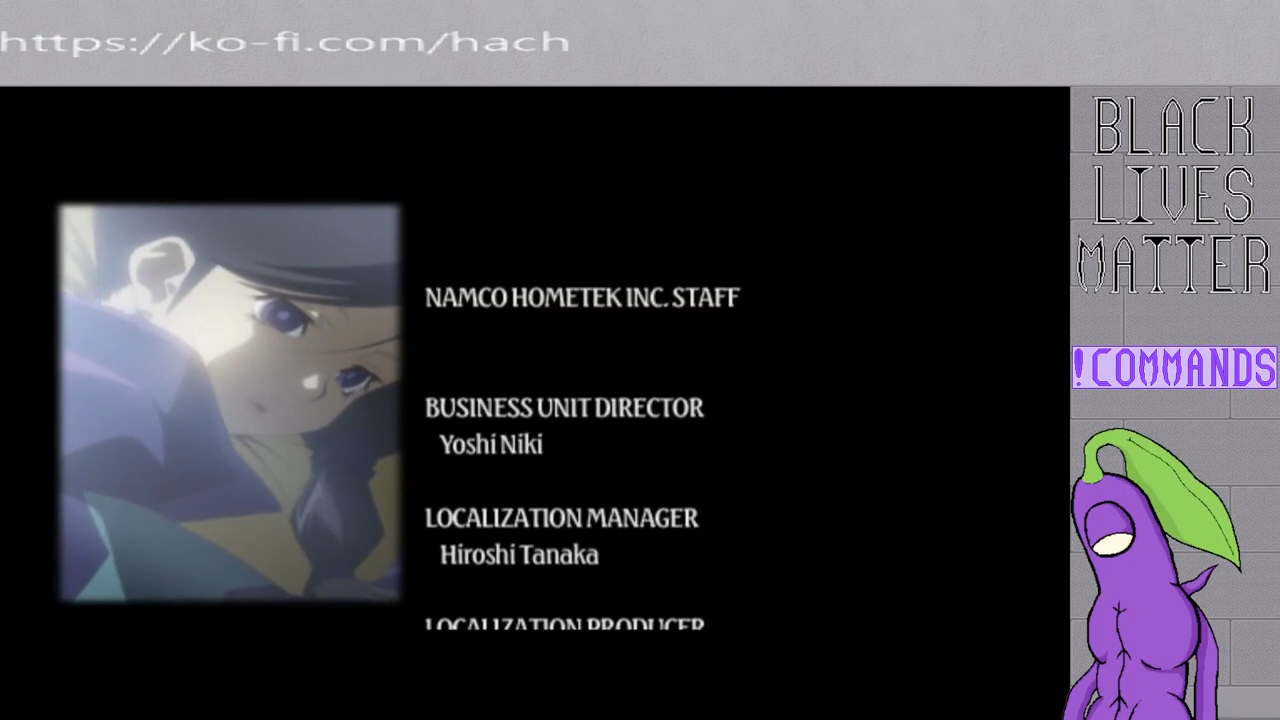 https://ko-fi.com/hach
BLACK
LIVES
MATTER
!COMMANDS
NAMCO HOMETEK INC. STAFF
BUSINESS UNIT DIRECTOR
Yoshi Niki
LOCALIZATION MANAGER
Hiroshi Tanaka
LOCALIZATION PRODUCER